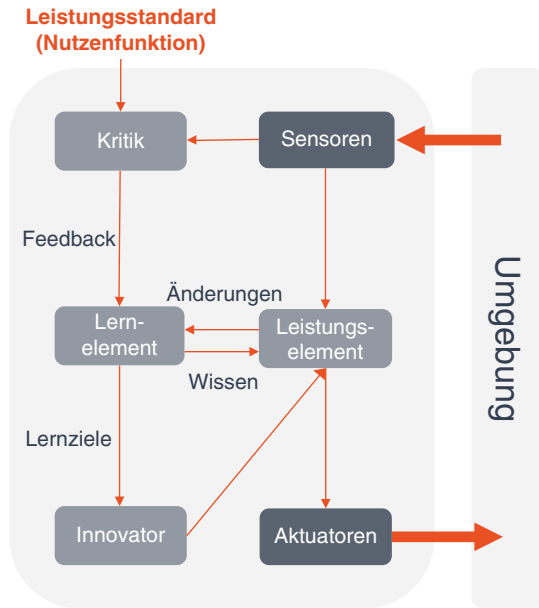 Leistungsstandard
(Nutzenfunktion)
Kritik
Sensoren
Feedback
Änderungen
Lern-
element
Leistungs-
element
Wissen
Lernziele
Innovator
Aktuatoren
Umgebung